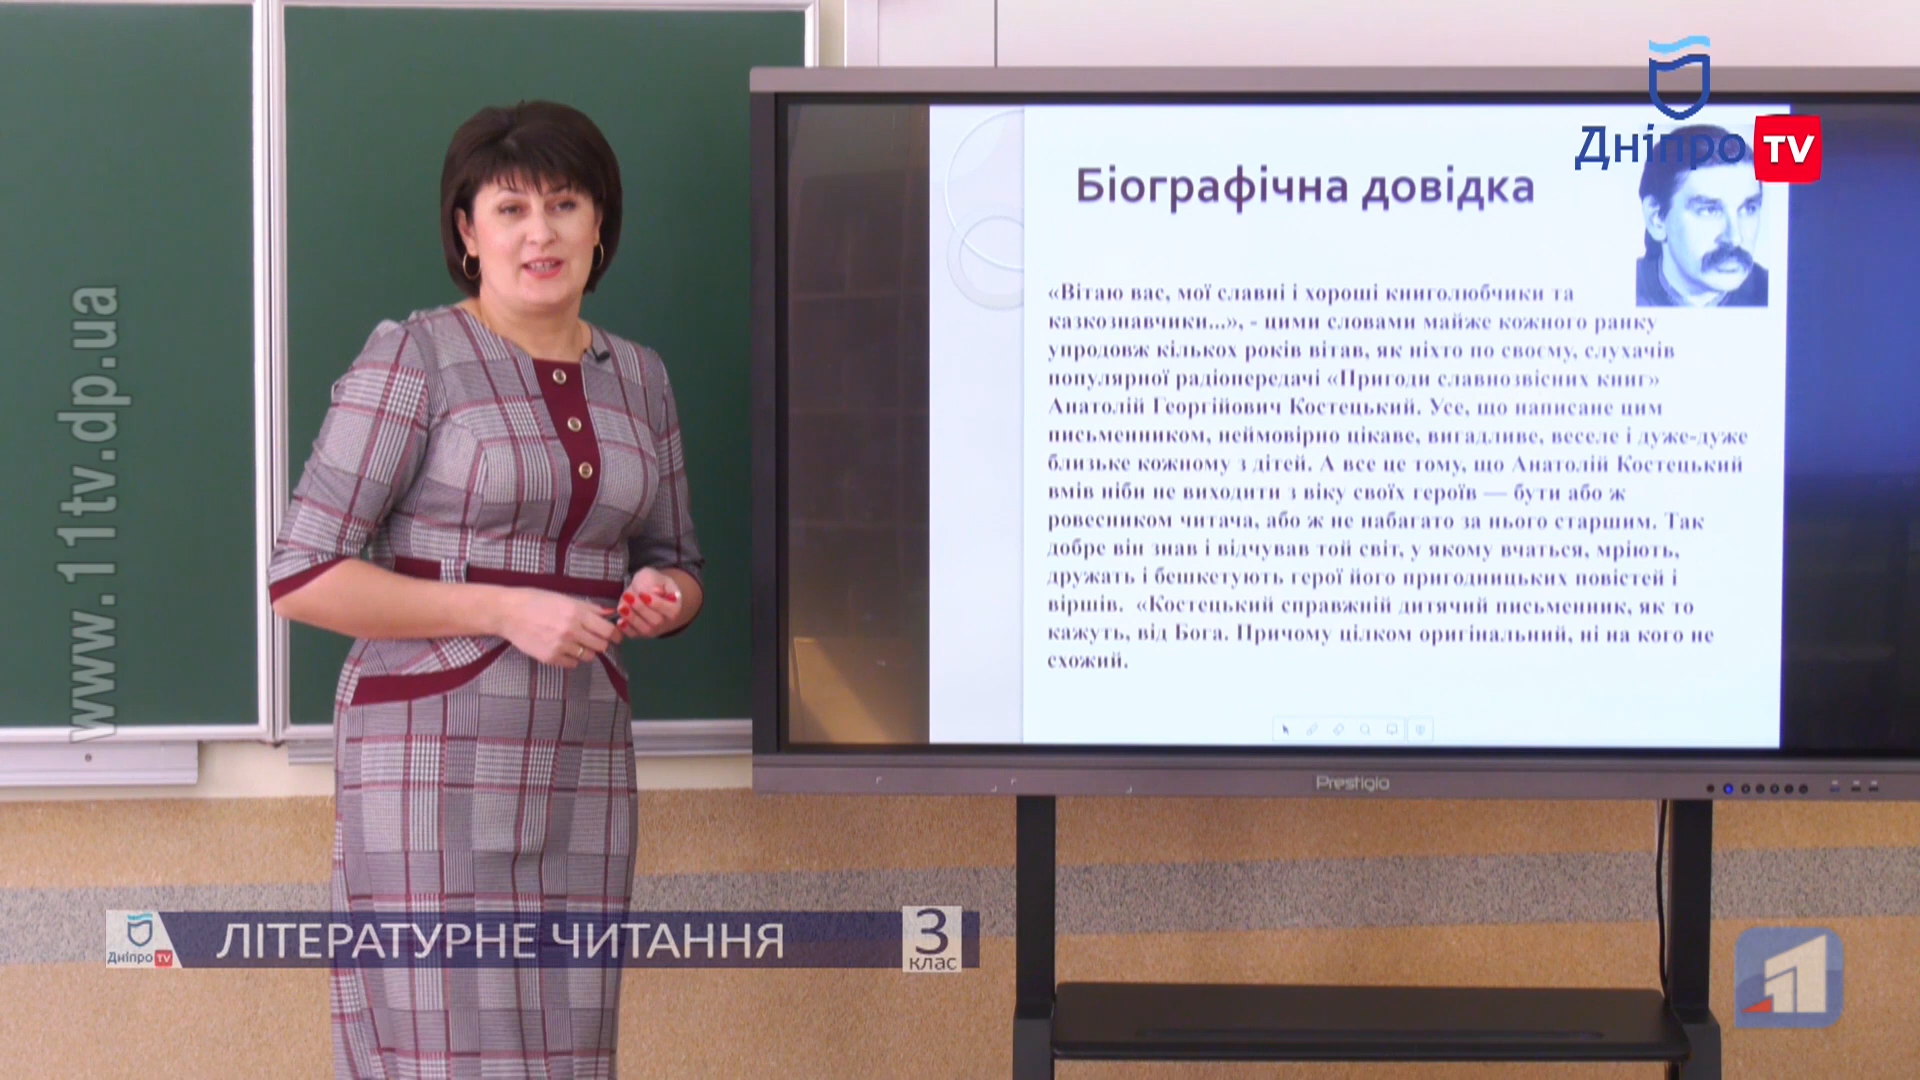 Дніпро TV
Біографічна довідка
«Вітаю вас, мої славні і хороші книголюбчики та
казкознавчики...», - цими словами майже кожного ранку
упродовж кількох років вітав, як ніхто по своєму, слухачів
популярної радіопередачі «Пригоди славнозвісних книг»
Анатолій Георгійович Костецький. Усе, що написане цим
письменником, неймовірно цікаве, вигадливе, веселе і дуже-дуже
близьке кожному з дітей. А все це тому, що Анатолій Костецький
вмів ніби не виходити з віку своїх героїв — бути або ж
ровесником читача, або ж не набагато за нього старшим. Так
добре він знав і відчував той світ, у якому вчаться, мріють,
дружать і бешкетують герої його пригодницьких повістей і
віршів. «Костецький справжній дитячий письменник, як то
кажуть, від Бога. Причому цілком оригінальний, ні на кого не
схожий.
Prestigio
www.11tv.dp.ua
Дніпро TV
ЛІТЕРАТУРНЕ ЧИТАННЯ
3
клас
11